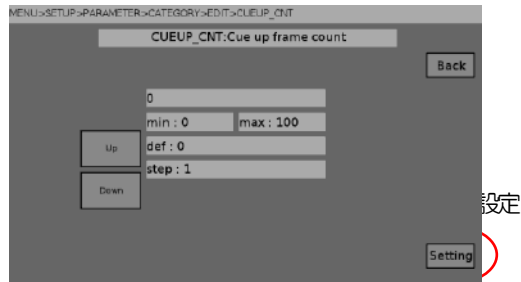 MENU>SETUP>PARAMETER>CATEGORY>EDIT>CUEUP_CNT
CUEUP_CNT:Cue up frame count
Back
0
min : 0 max : 100
Up
def : 0
step : 1
Down
設定
Setting